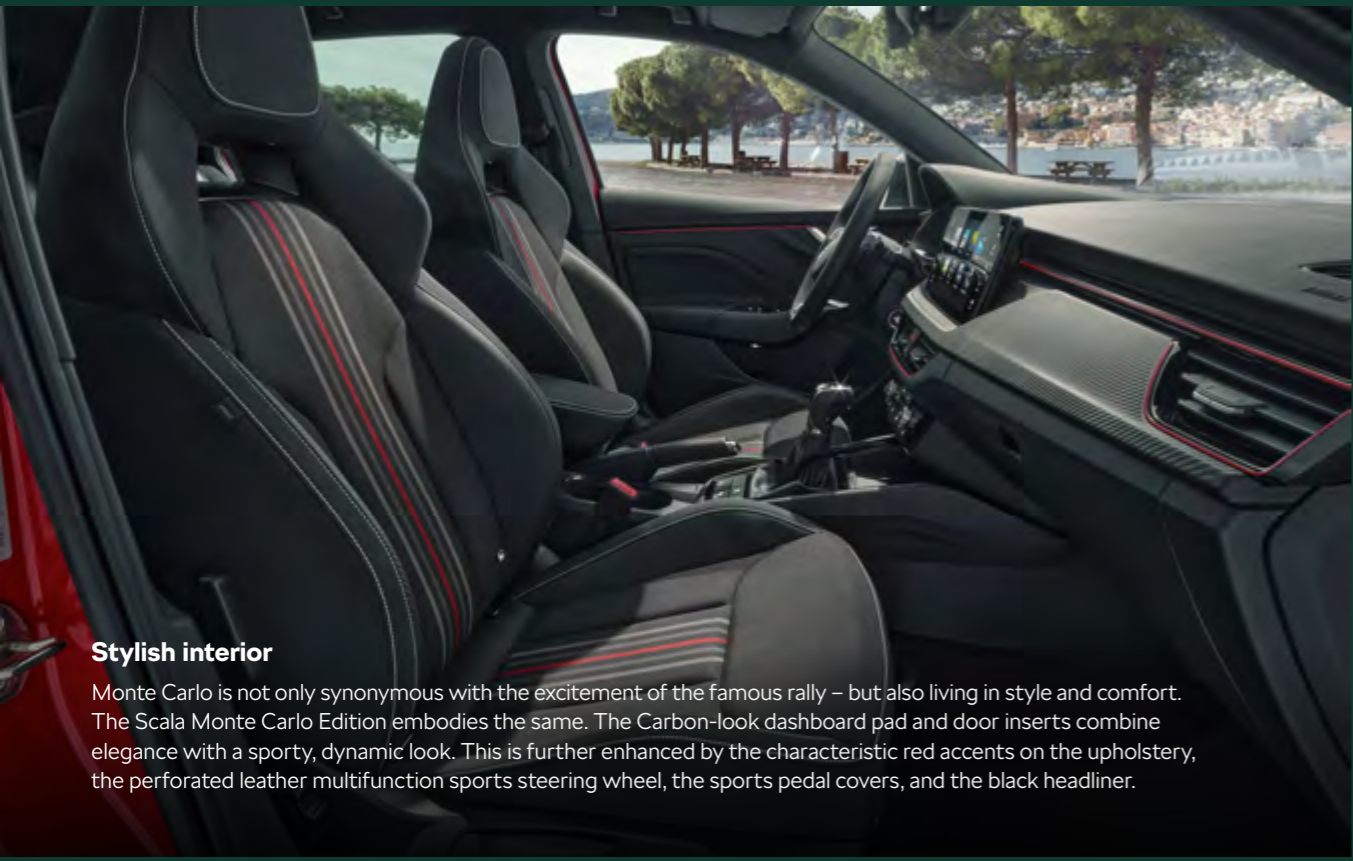 Stylish interior
Monte Carlo is not only synonymous with the excitement of the famous rally – but also living in style and comfort.
The Scala Monte Carlo Edition embodies the same. The Carbon-look dashboard pad and door inserts combine
elegance with a sporty, dynamic look. This is further enhanced by the characteristic red accents on the upholstery,
the perforated leather multifunction sports steering wheel, the sports pedal covers, and the black headliner.